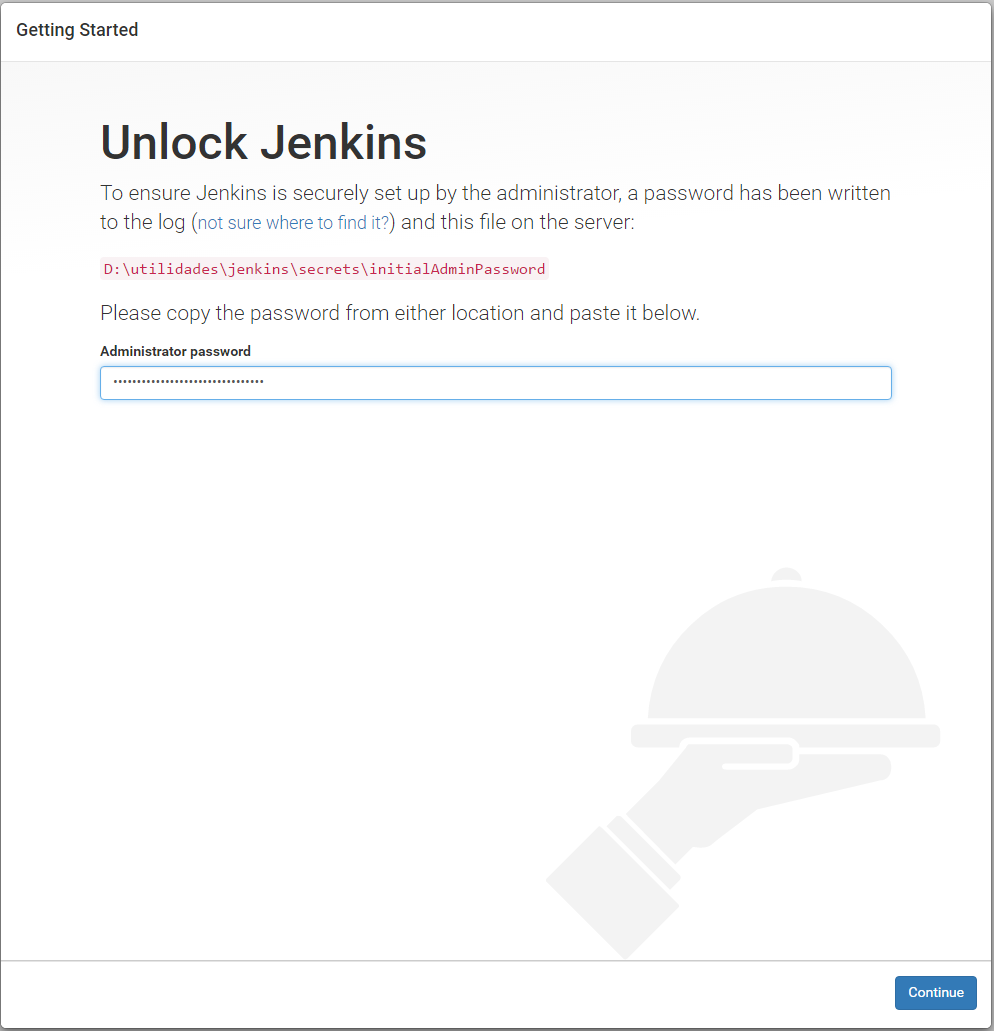 Getting Started
Unlock Jenkins
To ensure Jenkins is securely set up by the administrator, a password has been written
to the log (not sure where to find it?) and this file on the server:
D:\utilidades\jenkins\secrets\initialAdminPassword
Please copy the password from either location and paste it below.
Administrator password
••••••••••••••••••••••••••••••••
Continue